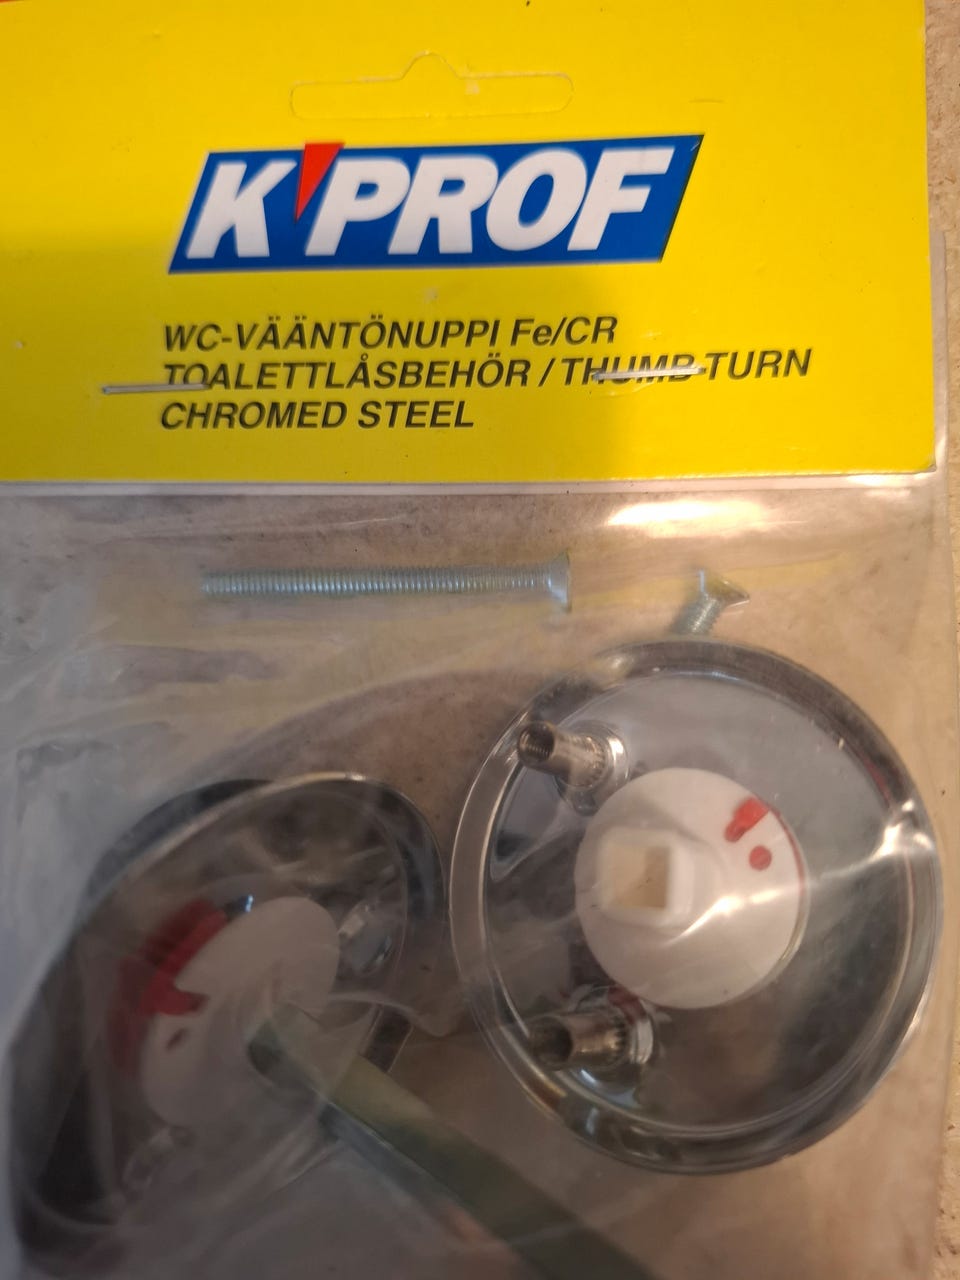 K'PROF
WC-VÄÄNTÖNUPPI Fe/CR
TOALETTLÅSBEHÖR / THUMB-TURN
CHROMED STEEL